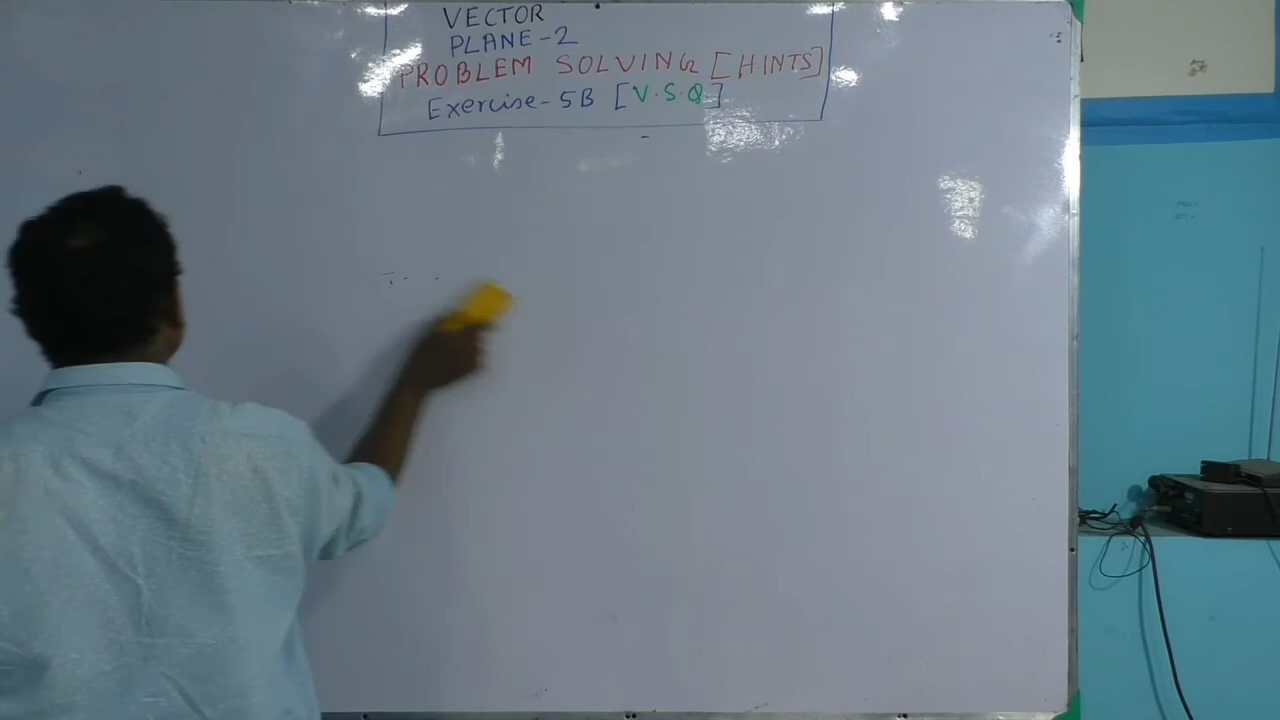 VECTOR
PLANE-2
PROBLEM SOLVING [HINTS]
Exercise-5B [V.S.Q]